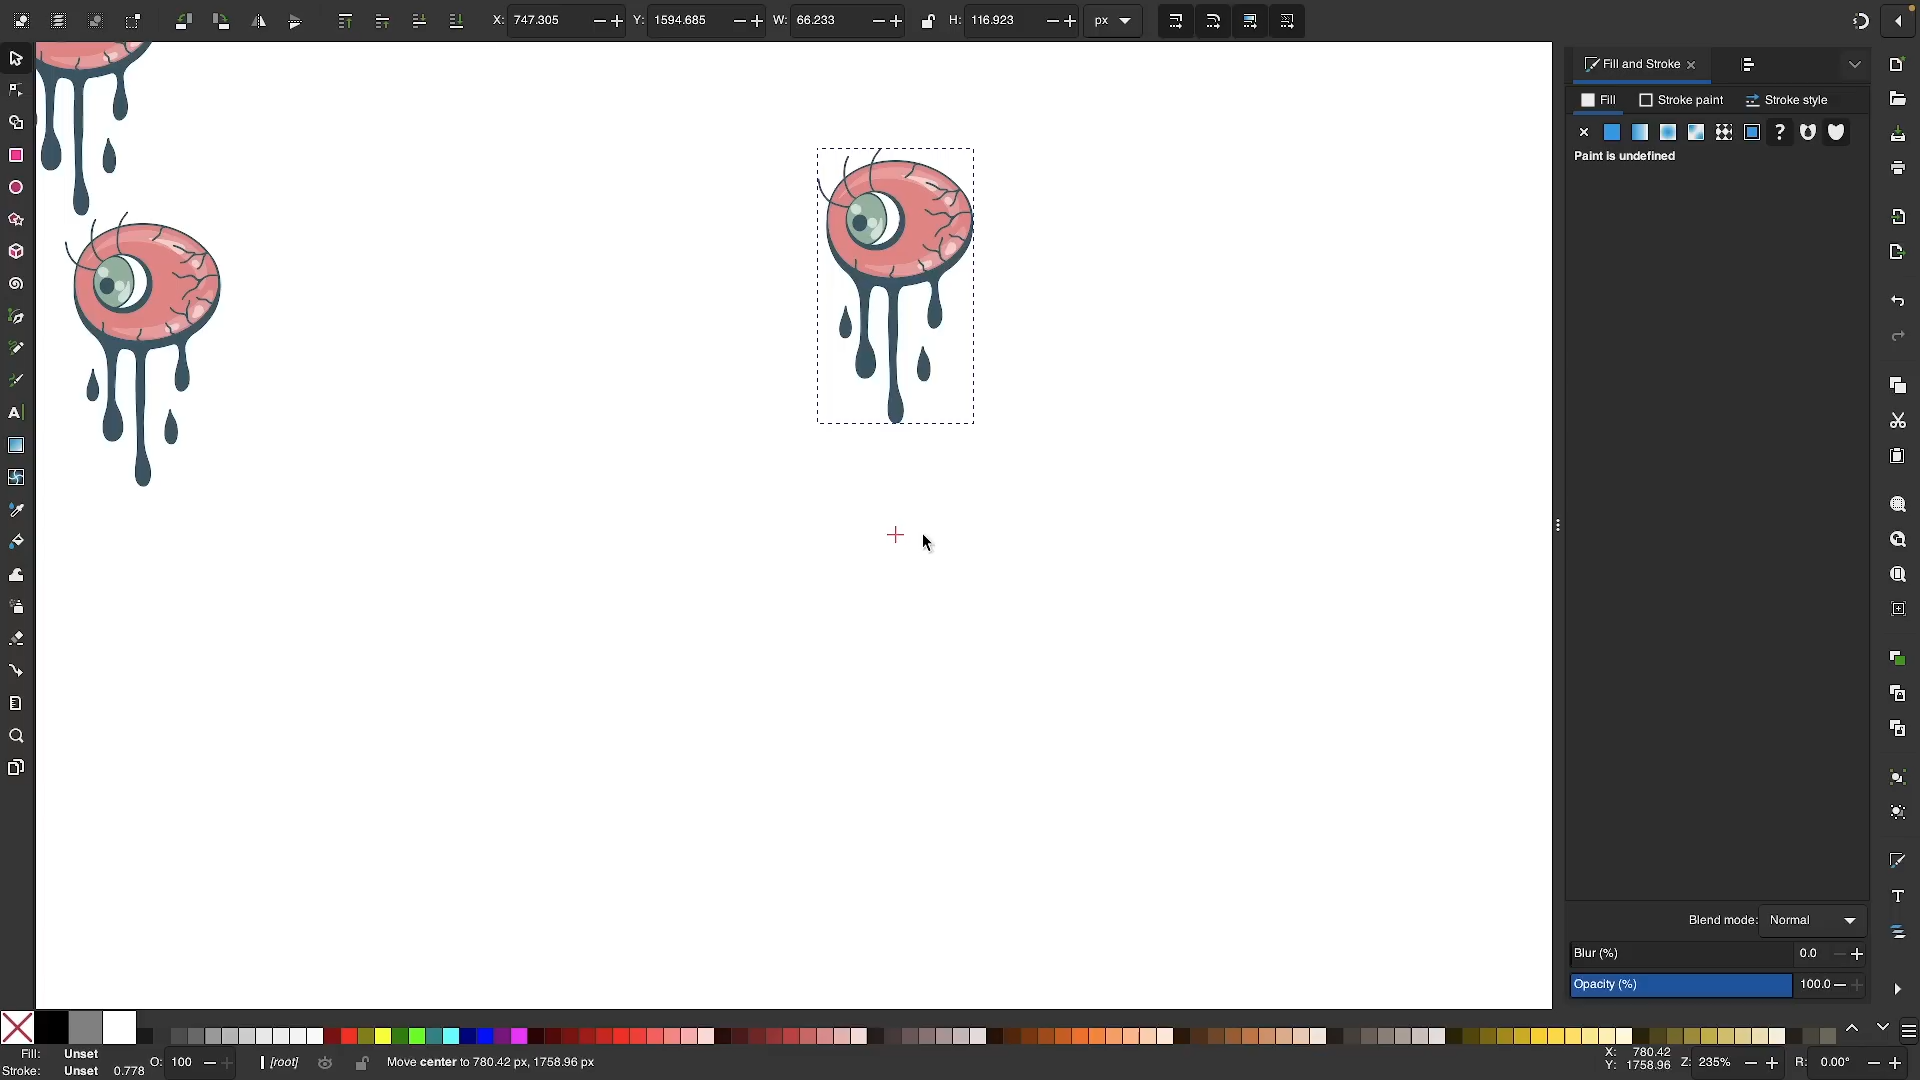 X: 747.305 Y: 1594.685 W: 66.233 H: 116.923 px
Fill and Stroke
Fill Stroke paint Stroke style
?
Paint is undefined
A
T
Blend mode: Normal
Blur (%) 0.0
Opacity (%) 100.0
Fill: Unset
Stroke: Unset 0.778
O: 100
[root]
Move center to 780.42 px, 1758.96 px
X: 780.42
Y: 1758.96
Z: 235%
R: 0.00°